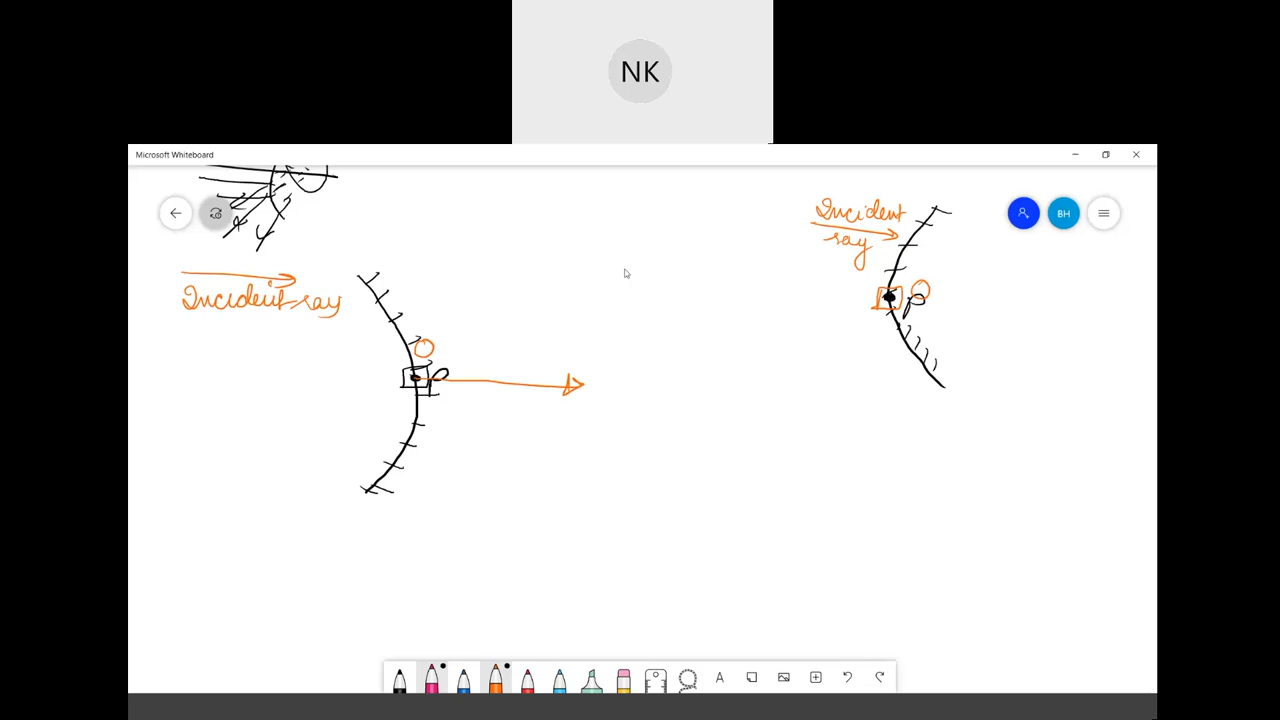 NK
Microsoft Whiteboard
Incident
ray
BH
Incident ray
O
P
O
P
A